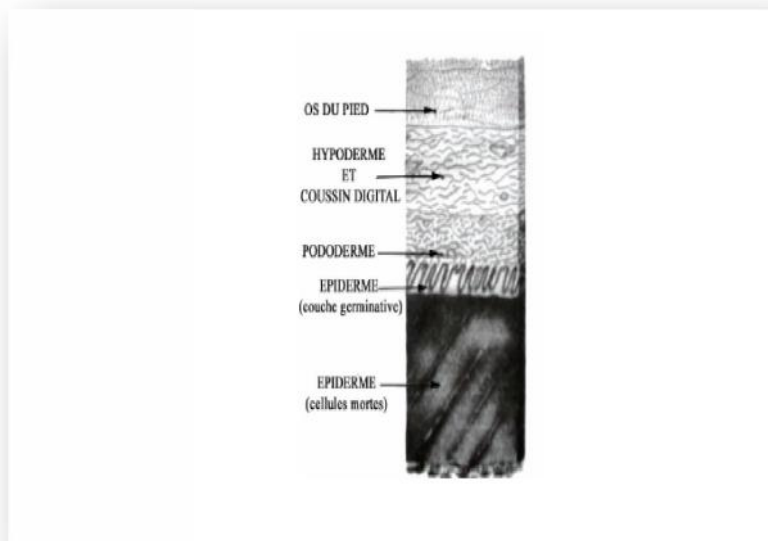 OS DU PIED
HYPODERME
ET
COUSSIN DIGITAL
PODODERME
EPIDERME
(couche germinative)
EPIDERME
(cellules mortes)